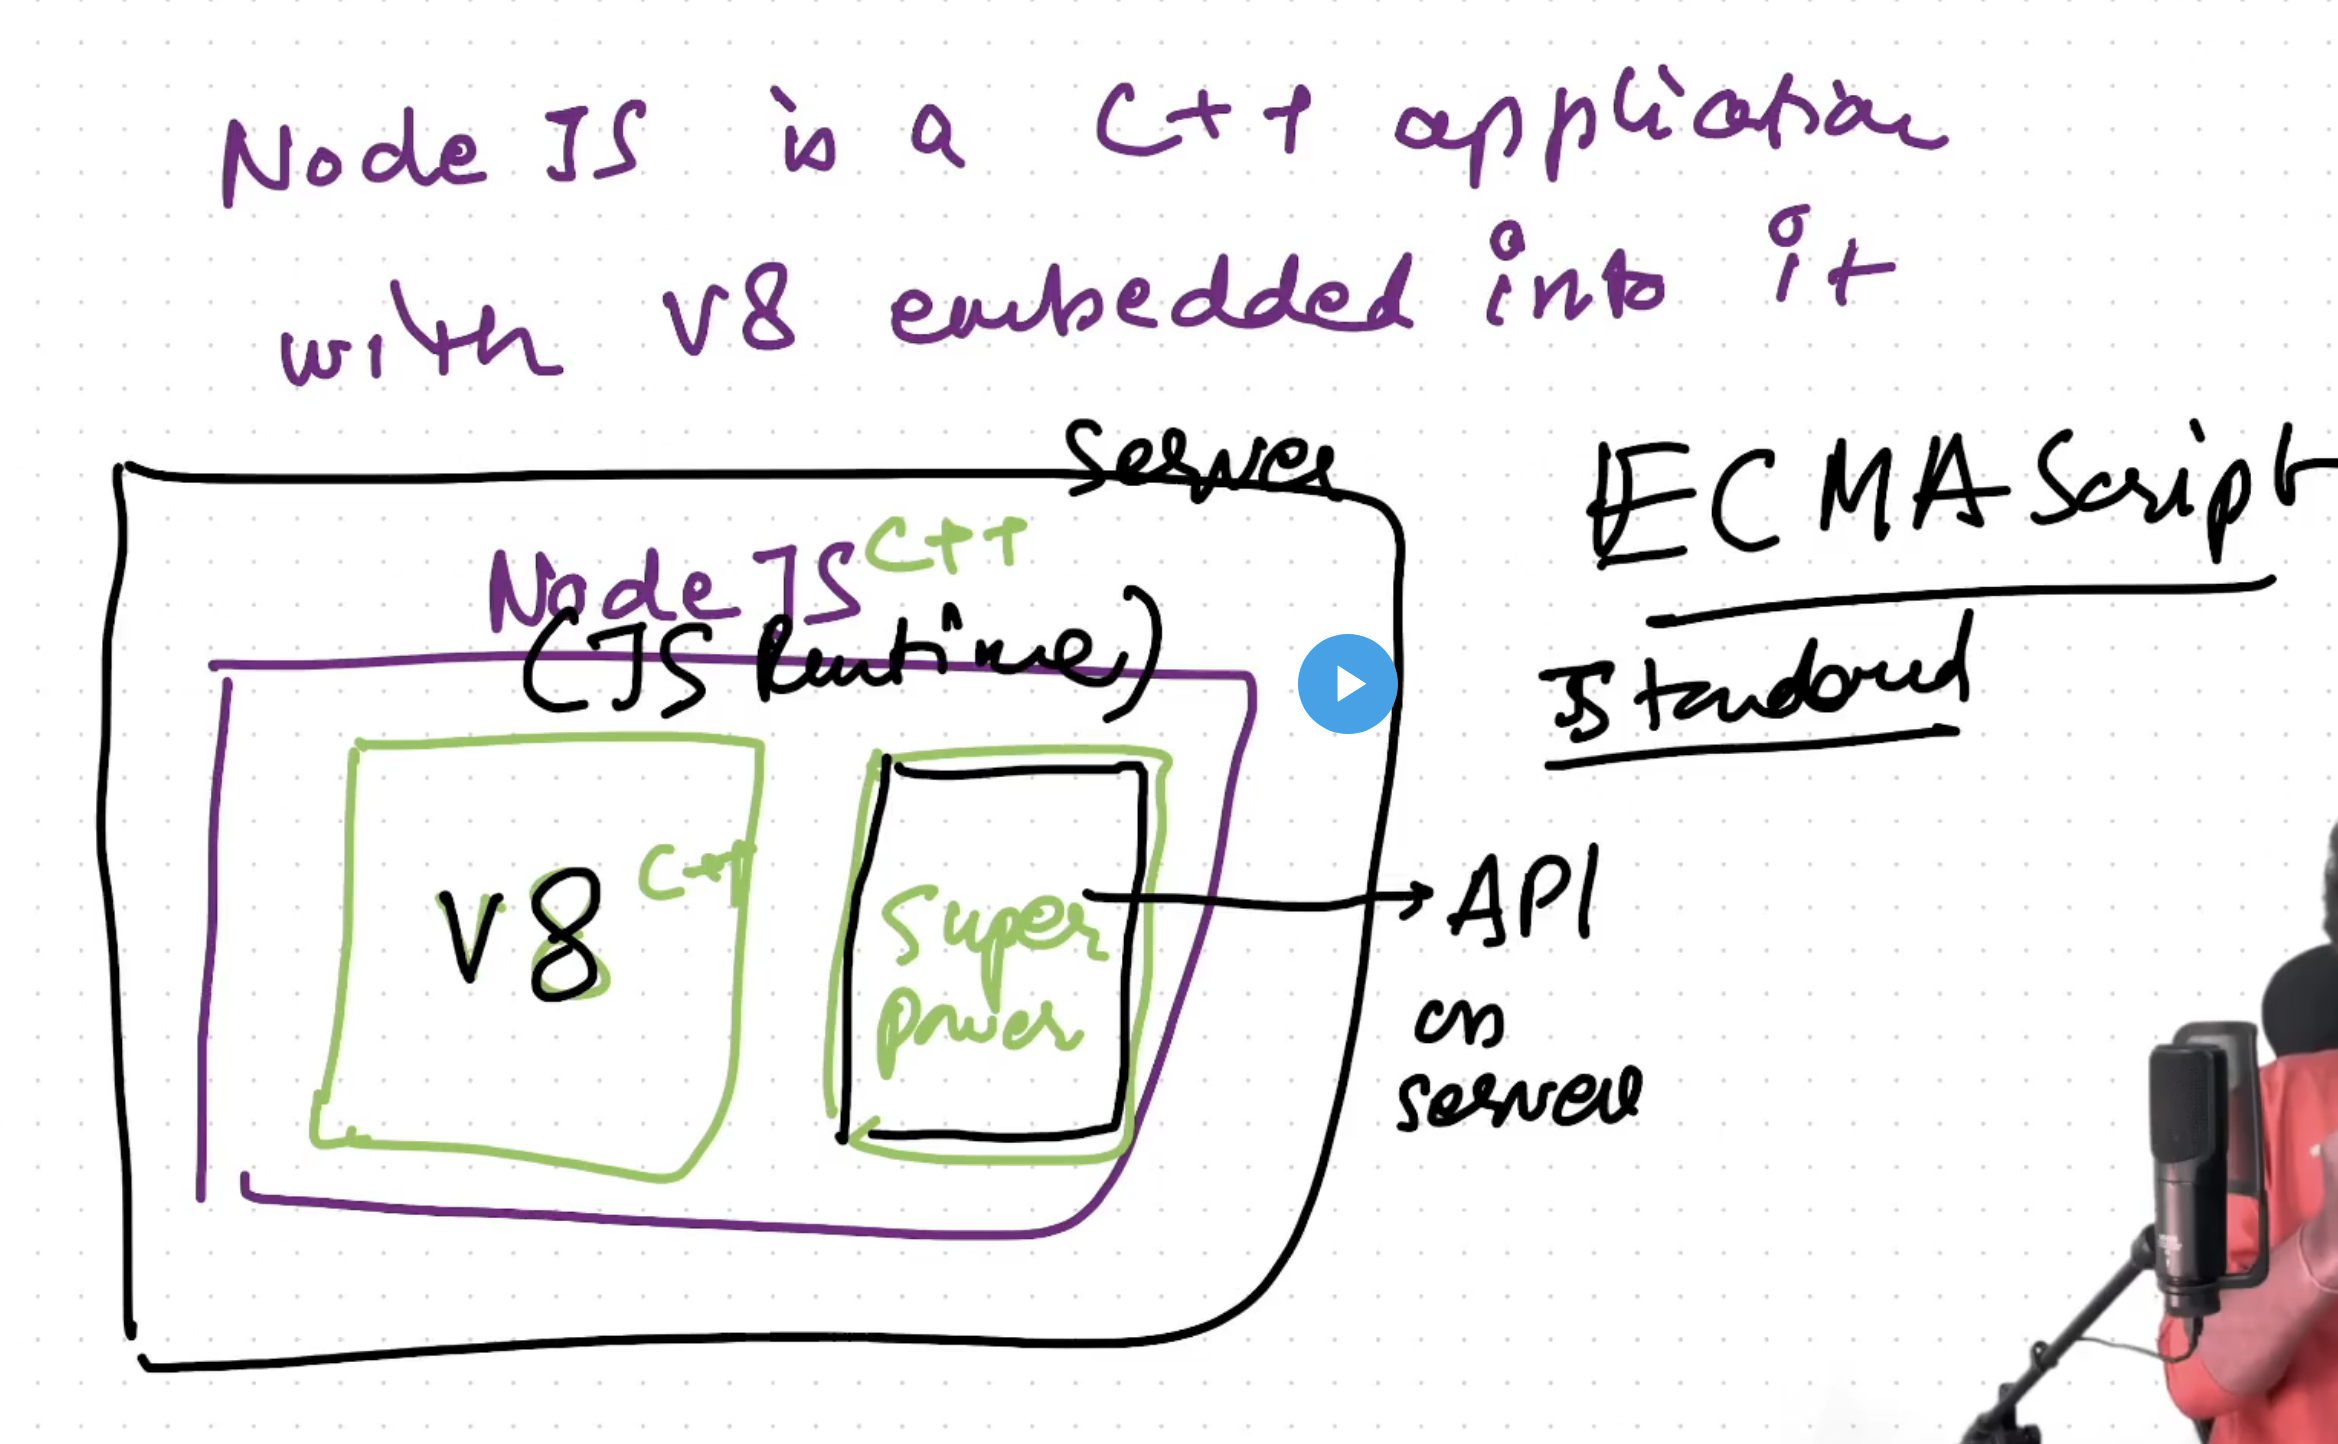 Node JS is a C++ application
with V8 embedded into it
Server
ECMAScript
Node JS C++
(JS Runtime)
JS Standard
V8 C++
Super
power
API
on
server